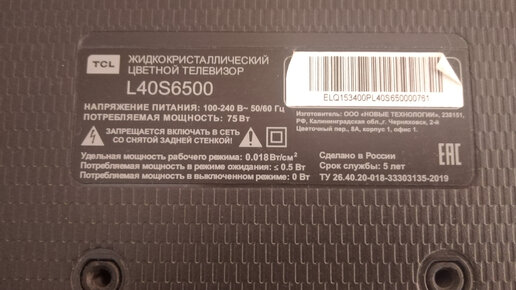 TCL
ЖИДКОКРИСТАЛЛИЧЕСКИЙ
ЦВЕТНОЙ ТЕЛЕВИЗОР
L40S6500
НАПРЯЖЕНИЕ ПИТАНИЯ: 100-240 В~ 50/60 Гц
ПОТРЕБЛЯЕМАЯ МОЩНОСТЬ: 75 Вт
ЗАПРЕЩАЕТСЯ ВКЛЮЧАТЬ В СЕТЬ
СО СНЯТОЙ ЗАДНЕЙ СТЕНКОЙ!
Удельная мощность рабочего режима: 0.018 Вт/см²
Потребляемая мощность в режиме ожидания: ≤ 0.5 Вт
Потребляемая мощность в выключенном режиме: 0 Вт
ELQ153400PL40S650000761
Изготовитель: ООО «НОВЫЕ ТЕХНОЛОГИИ», 238151,
РФ, Калининградская обл., г. Черняховск, 2-й
Цветочный пер., 8А, корпус 1, офис 1.
Сделано в России
Срок службы: 5 лет
ТУ 26.40.20-018-33303135-2019
EAC